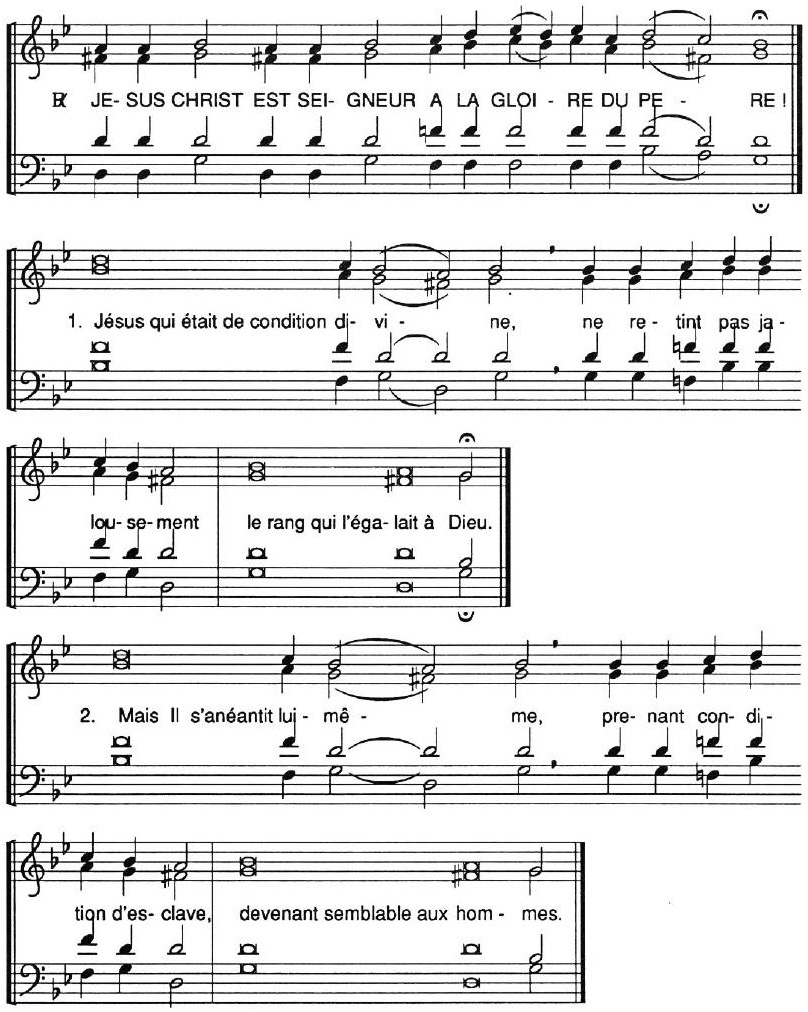 ℟ JE- SUS CHRIST EST SEI- GNEUR A LA GLOI - RE DU PE - RE !
1. Jésus qui était de condition di- vi - ne, ne re- tint pas ja-
lou- se- ment le rang qui l'éga- lait à Dieu.
2. Mais Il s'anéantit lui- mê - me, pre- nant con- di-
tion d'es- clave, devenant semblable aux hom - mes.